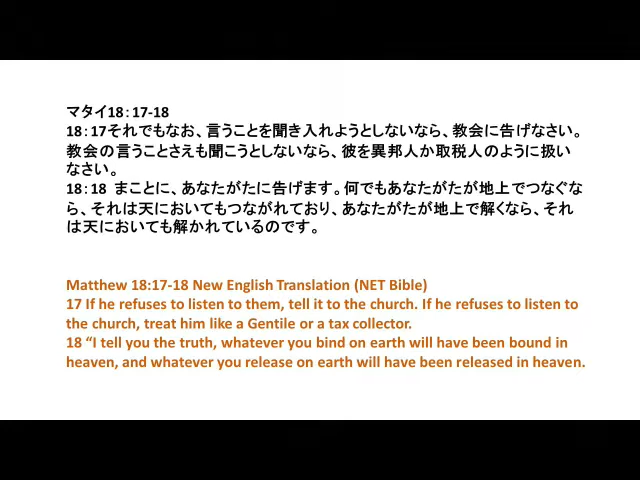 マタイ18：17-18
18：17それでもなお、言うことを聞き入れようとしないなら、教会に告げなさい。
教会の言うことさえも聞こうとしないなら、彼を異邦人か取税人のように扱い
なさい。
18：18 まことに、あなたがたに告げます。何でもあなたがたが地上でつなぐな
ら、それは天においてもつながれており、あなたがたが地上で解くなら、それ
は天においても解かれているのです。
Matthew 18:17-18 New English Translation (NET Bible)
17 If he refuses to listen to them, tell it to the church. If he refuses to listen to
the church, treat him like a Gentile or a tax collector.
18 “I tell you the truth, whatever you bind on earth will have been bound in
heaven, and whatever you release on earth will have been released in heaven.